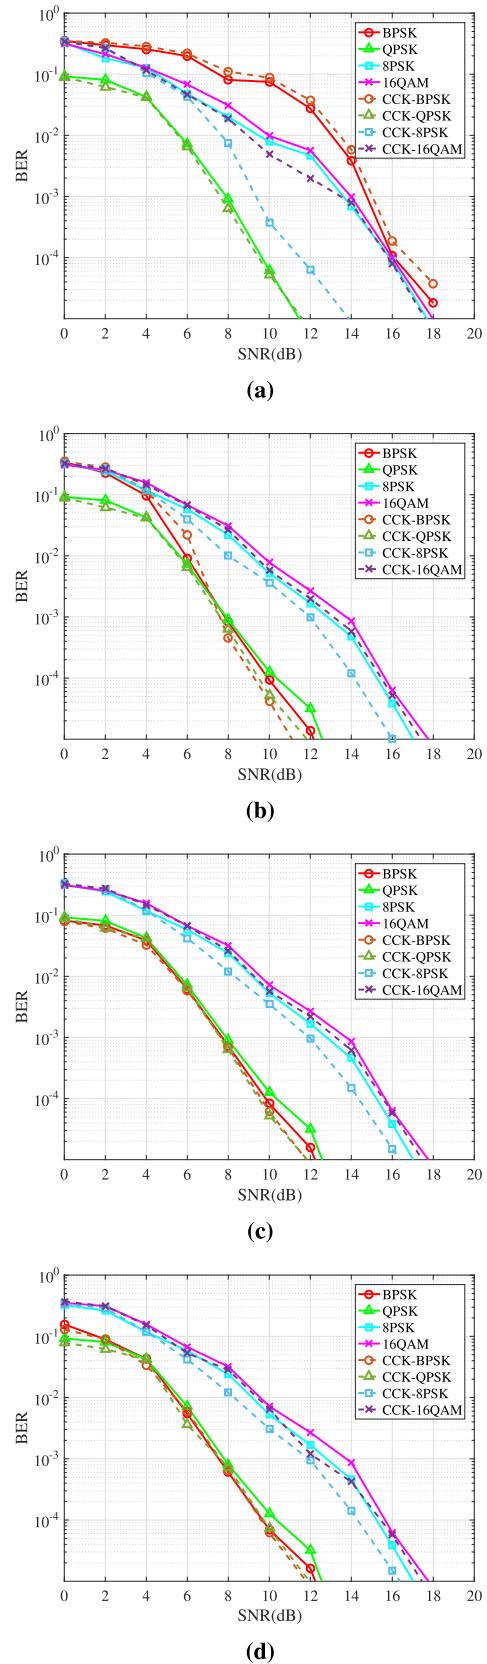 10^0
10^-1
10^-2
10^-3
10^-4
BER
0 2 4 6 8 10 12 14 16 18 20
SNR(dB)
BPSK
QPSK
8PSK
16QAM
CCK-BPSK
CCK-QPSK
CCK-8PSK
CCK-16QAM
(a)
10^0
10^-1
10^-2
10^-3
10^-4
BER
0 2 4 6 8 10 12 14 16 18 20
SNR(dB)
BPSK
QPSK
8PSK
16QAM
CCK-BPSK
CCK-QPSK
CCK-8PSK
CCK-16QAM
(b)
10^0
10^-1
10^-2
10^-3
10^-4
BER
0 2 4 6 8 10 12 14 16 18 20
SNR(dB)
BPSK
QPSK
8PSK
16QAM
CCK-BPSK
CCK-QPSK
CCK-8PSK
CCK-16QAM
(c)
10^0
10^-1
10^-2
10^-3
10^-4
BER
0 2 4 6 8 10 12 14 16 18 20
SNR(dB)
BPSK
QPSK
8PSK
16QAM
CCK-BPSK
CCK-QPSK
CCK-8PSK
CCK-16QAM
(d)